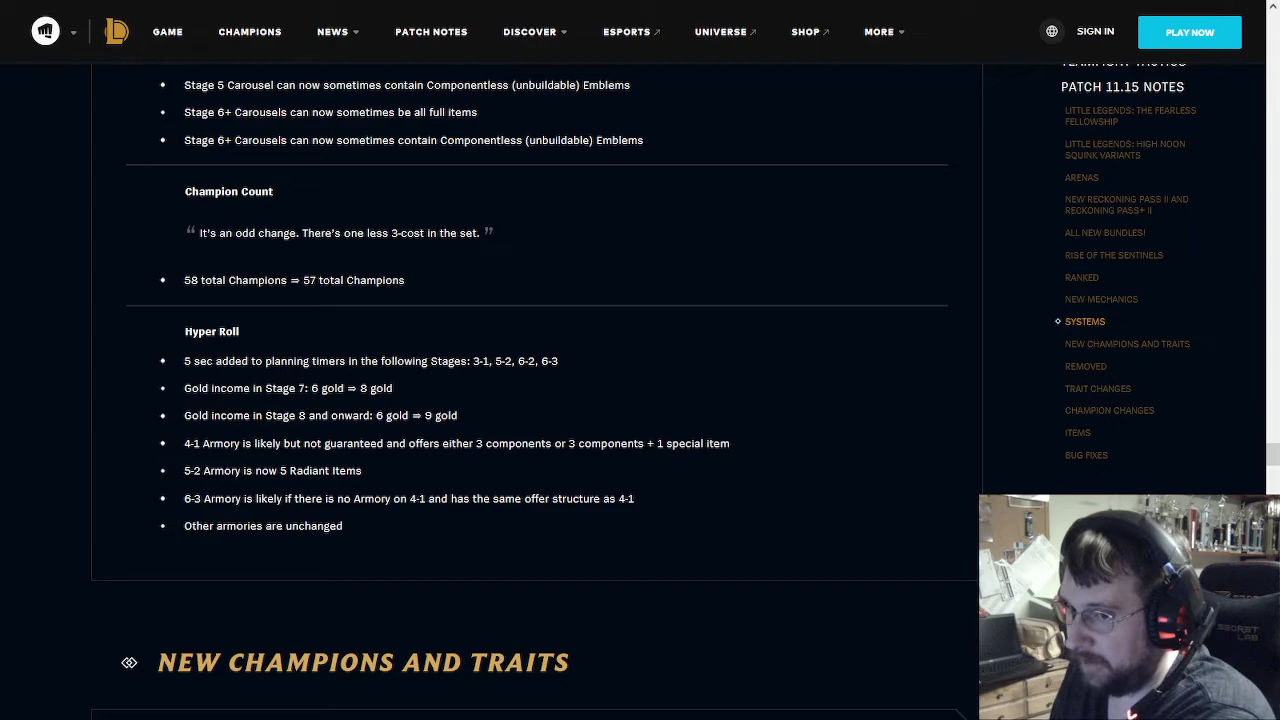 GAME CHAMPIONS NEWS PATCH NOTES DISCOVER ESPORTS UNIVERSE SHOP MORE SIGN IN PLAY NOW
Stage 5 Carousel can now sometimes contain Componentless (unbuildable) Emblems
Stage 6+ Carousels can now sometimes be all full items
Stage 6+ Carousels can now sometimes contain Componentless (unbuildable) Emblems
Champion Count
“ It’s an odd change. There’s one less 3-cost in the set. ”
58 total Champions ⇒ 57 total Chamions
Hyper Roll
5 sec added to planning timers in the following Stages: 3-1, 5-2, 6-2, 6-3
Gold income in Stage 7: 6 gold ⇒ 8 gold
Gold income in Stage 8 and onward: 6 gold ⇒ 9 gold
4-1 Armory is likely but not guaranteed and offers either 3 components or 3 components + 1 special item
5-2 Armory is now 5 Radiant Items
6-3 Armory is likely if there is no Armory on 4-1 and has the same offer structure as 4-1
Other armories are unchanged
NEW CHAMPIONS AND TRAITS
TEAMFIGHT TACTICS
PATCH 11.15 NOTES
LITTLE LEGENDS: THE FEARLESS
FELLOWSHIP
LITTLE LEGENDS: HIGH NOON
SQUINK VARIANTS
ARENAS
NEW RECKONING PASS II AND
RECKONING PASS+ II
ALL NEW BUNDLES!
RISE OF THE SENTINELS
RANKED
NEW MECHANICS
SYSTEMS
NEW CHAMPIONS AND TRAITS
REMOVED
TRAIT CHANGES
CHAMPION CHANGES
ITEMS
BUG FIXES
SECRET
LAB